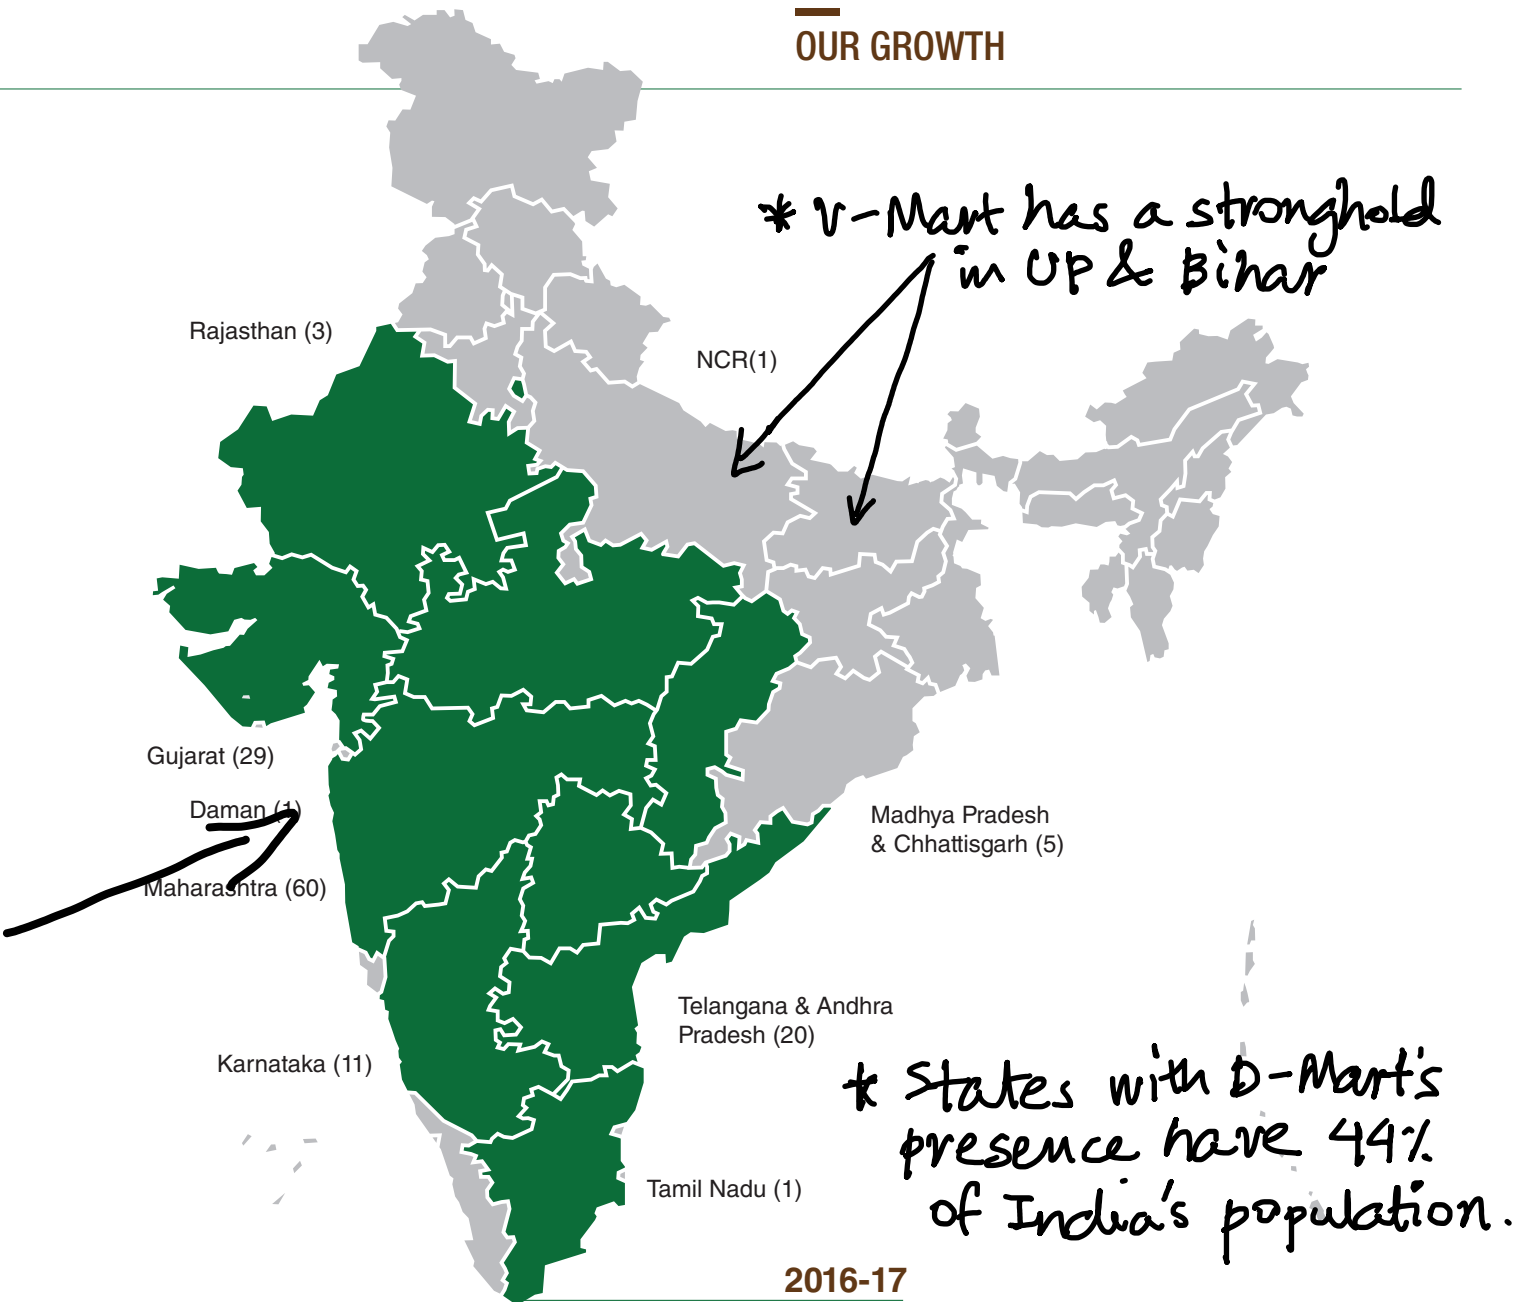 OUR GROWTH
* V-Mart has a stronghold
in UP & Bihar
Rajasthan (3)
NCR(1)
Gujarat (29)
Daman (1)
Madhya Pradesh
& Chhattisgarh (5)
Maharashtra (60)
Telangana & Andhra
Pradesh (20)
Karnataka (11)
* States with D-Mart's
presence have 44%
of India's population.
Tamil Nadu (1)
2016-17